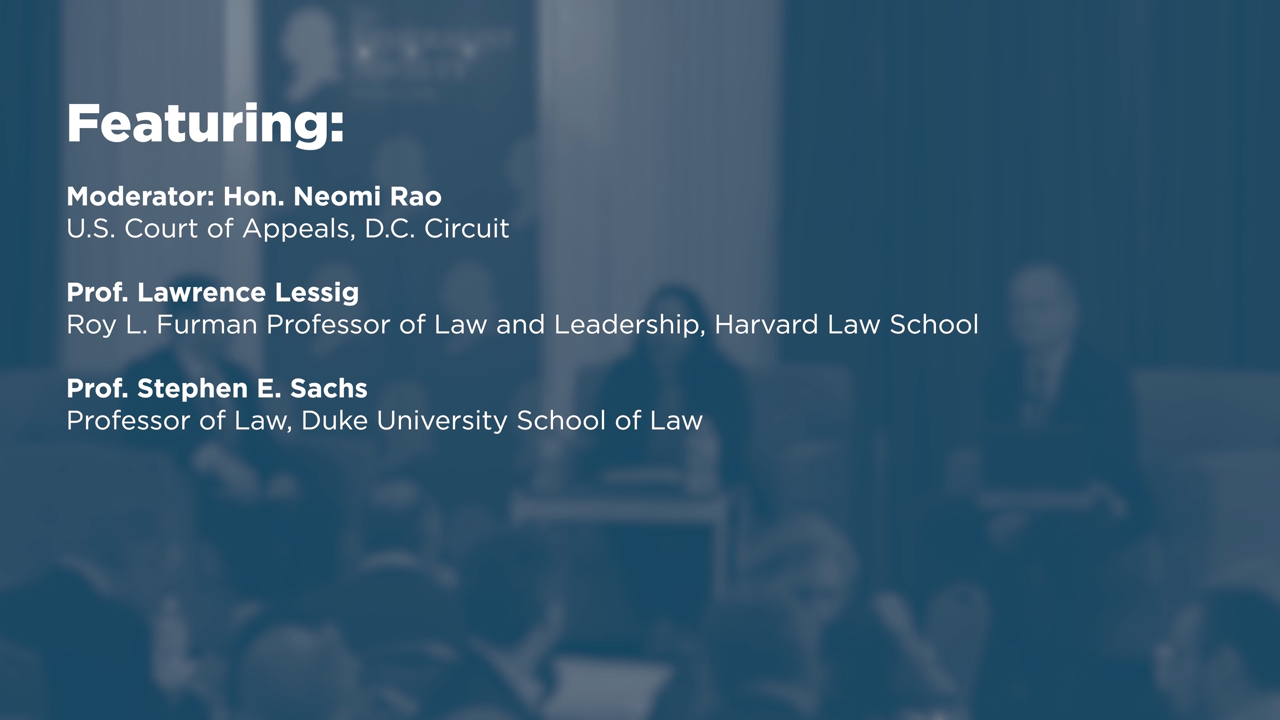 Featuring:
Moderator: Hon. Neomi Rao
U.S. Court of Appeals, D.C. Circuit
Prof. Lawrence Lessig
Roy L. Furman Professor of Law and Leadership, Harvard Law School
Prof. Stephen E. Sachs
Professor of Law, Duke University School of Law